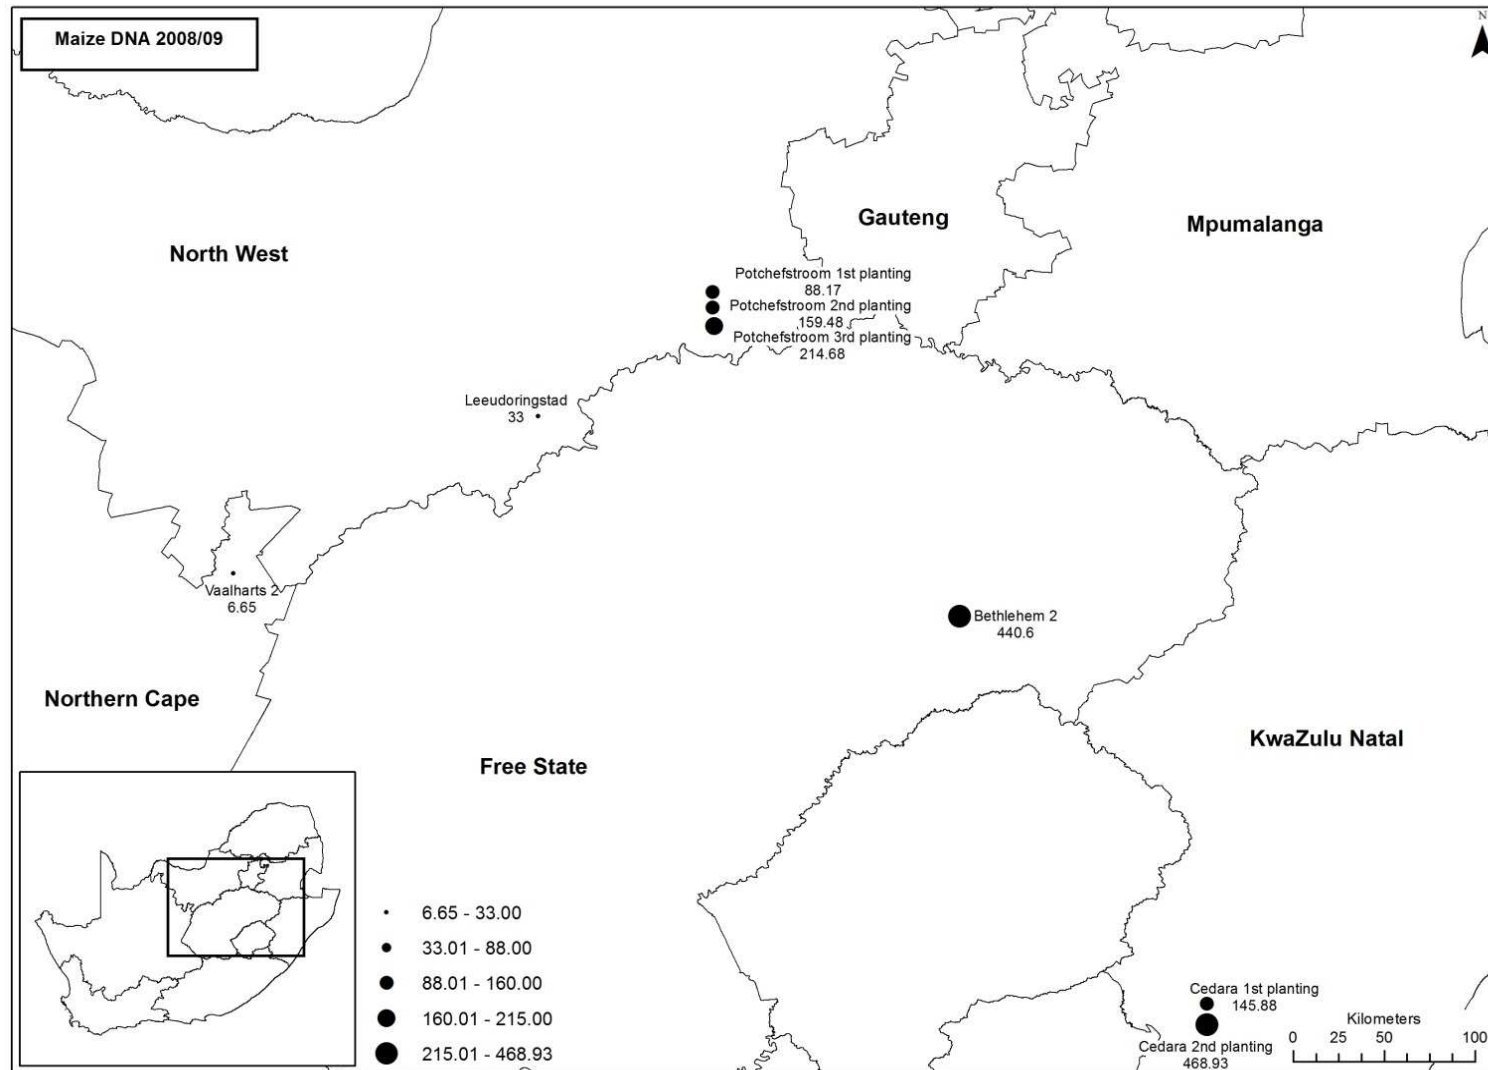 Maize DNA 2008/09
N
Gauteng
Mpumalanga
North West
Potchefstroom 1st planting
88.17
Potchefstroom 2nd planting
159.48
Potchefstroom 3rd planting
214.68
Leeudoringstad
33
Vaalharts 2
6.65
Bethlehem 2
440.6
Northern Cape
KwaZulu Natal
Free State
6.65 - 33.00
33.01 - 88.00
88.01 - 160.00
160.01 - 215.00
215.01 - 468.93
Cedara 1st planting
145.88
Cedara 2nd planting
468.93
Kilometers
0 25 50 100